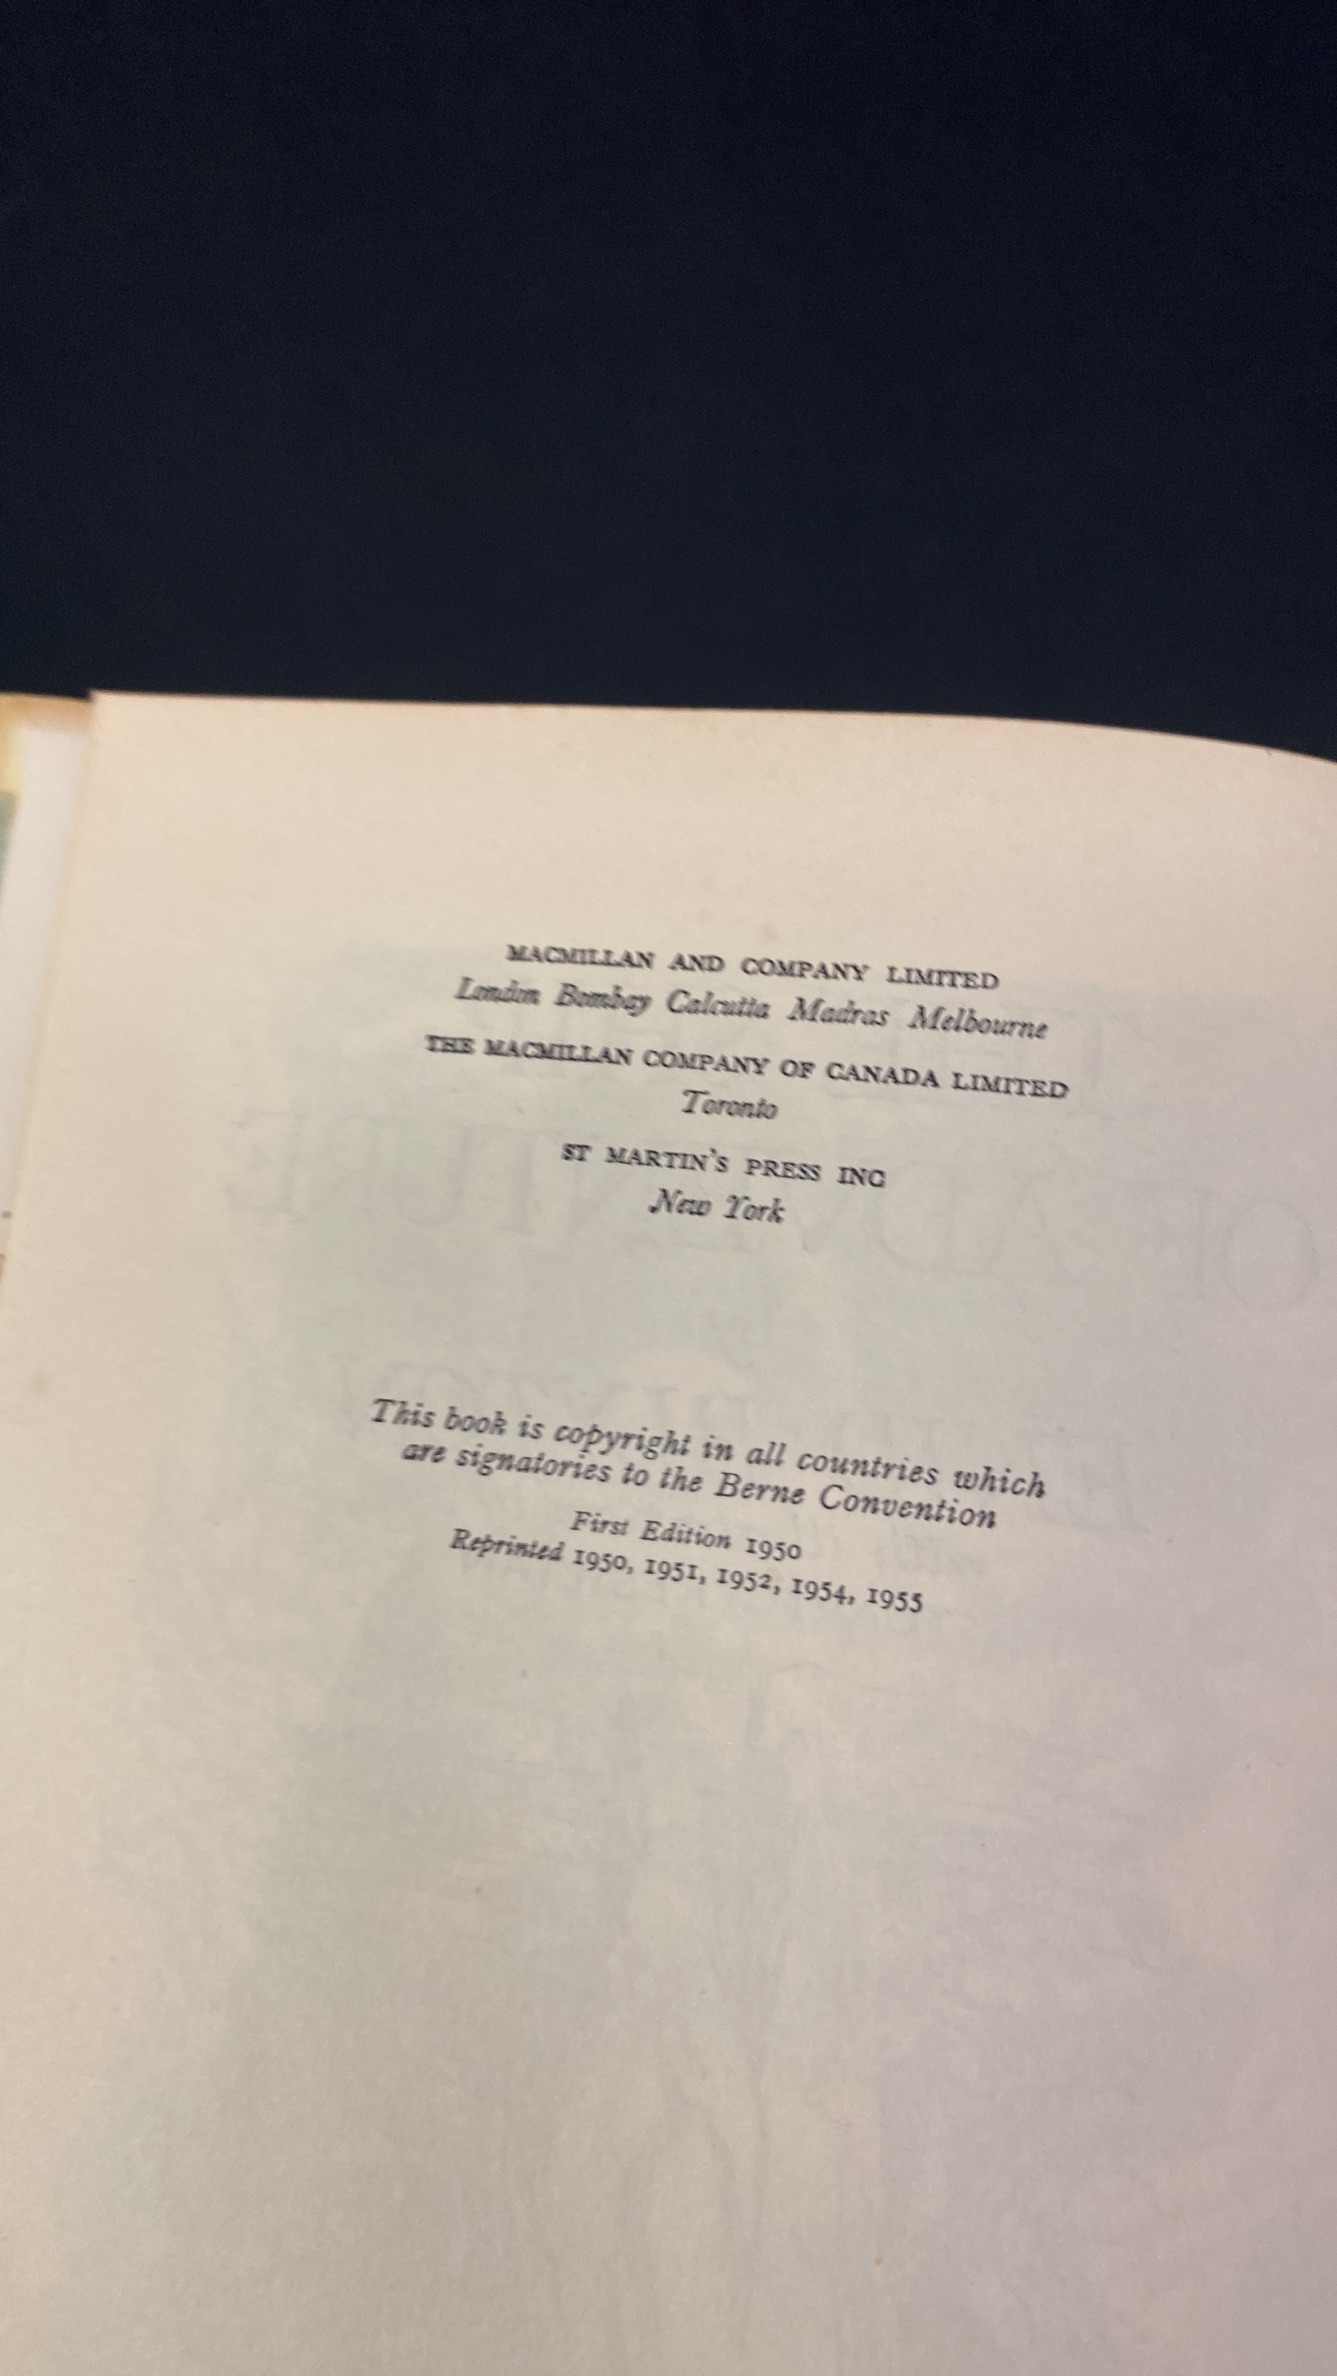 MACMILLAN AND COMPANY LIMITED
London Bombay Calcutta Madras Melbourne
THE MACMILLAN COMPANY OF CANADA LIMITED
Toronto
ST MARTIN'S PRESS INC
New York
This book is copyright in all countries which
are signatories to the Berne Convention
First Edition 1950
Reprinted 1950, 1951, 1952, 1954, 1955